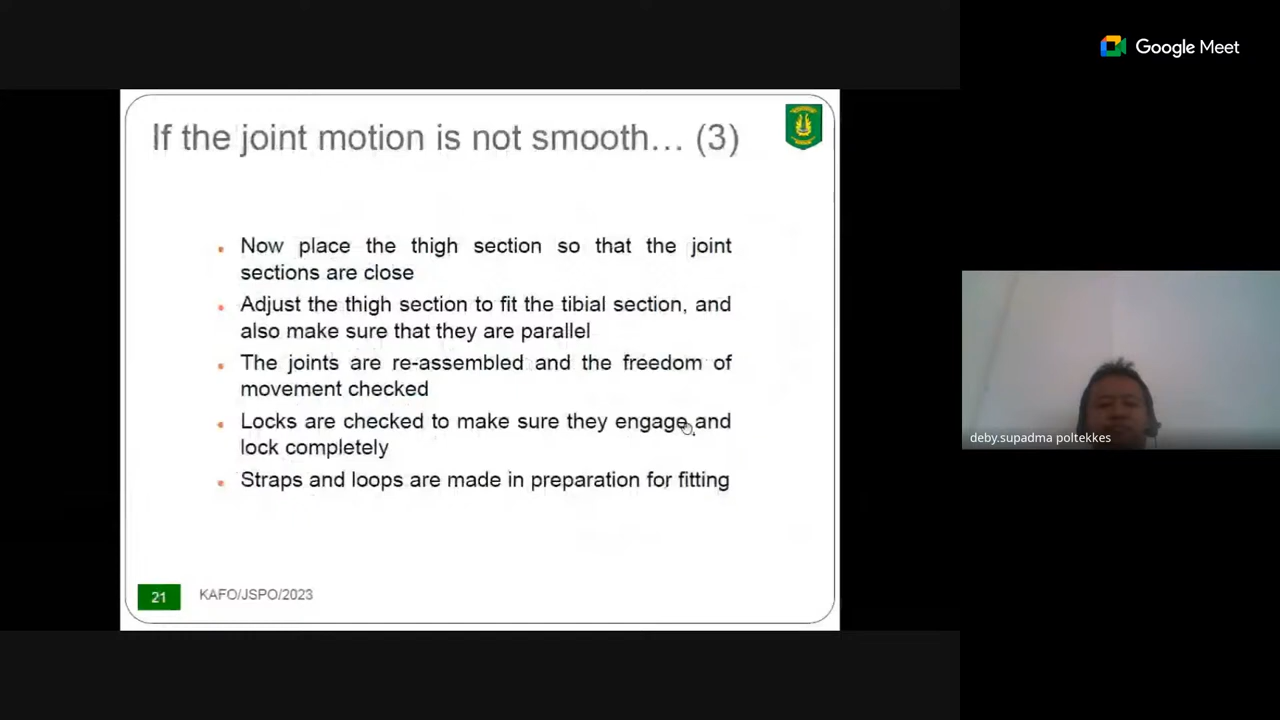 Google Meet
If the joint motion is not smooth... (3)
Now place the thigh section so that the joint
sections are close
Adjust the thigh section to fit the tibial section, and
also make sure that they are parallel
The joints are re-assembled and the freedom of
movement checked
Locks are checked to make sure they engage and
lock completely
Straps and loops are made in preparation for fitting
21
KAFO/JSPO/2023
deby.supadma poltekkes